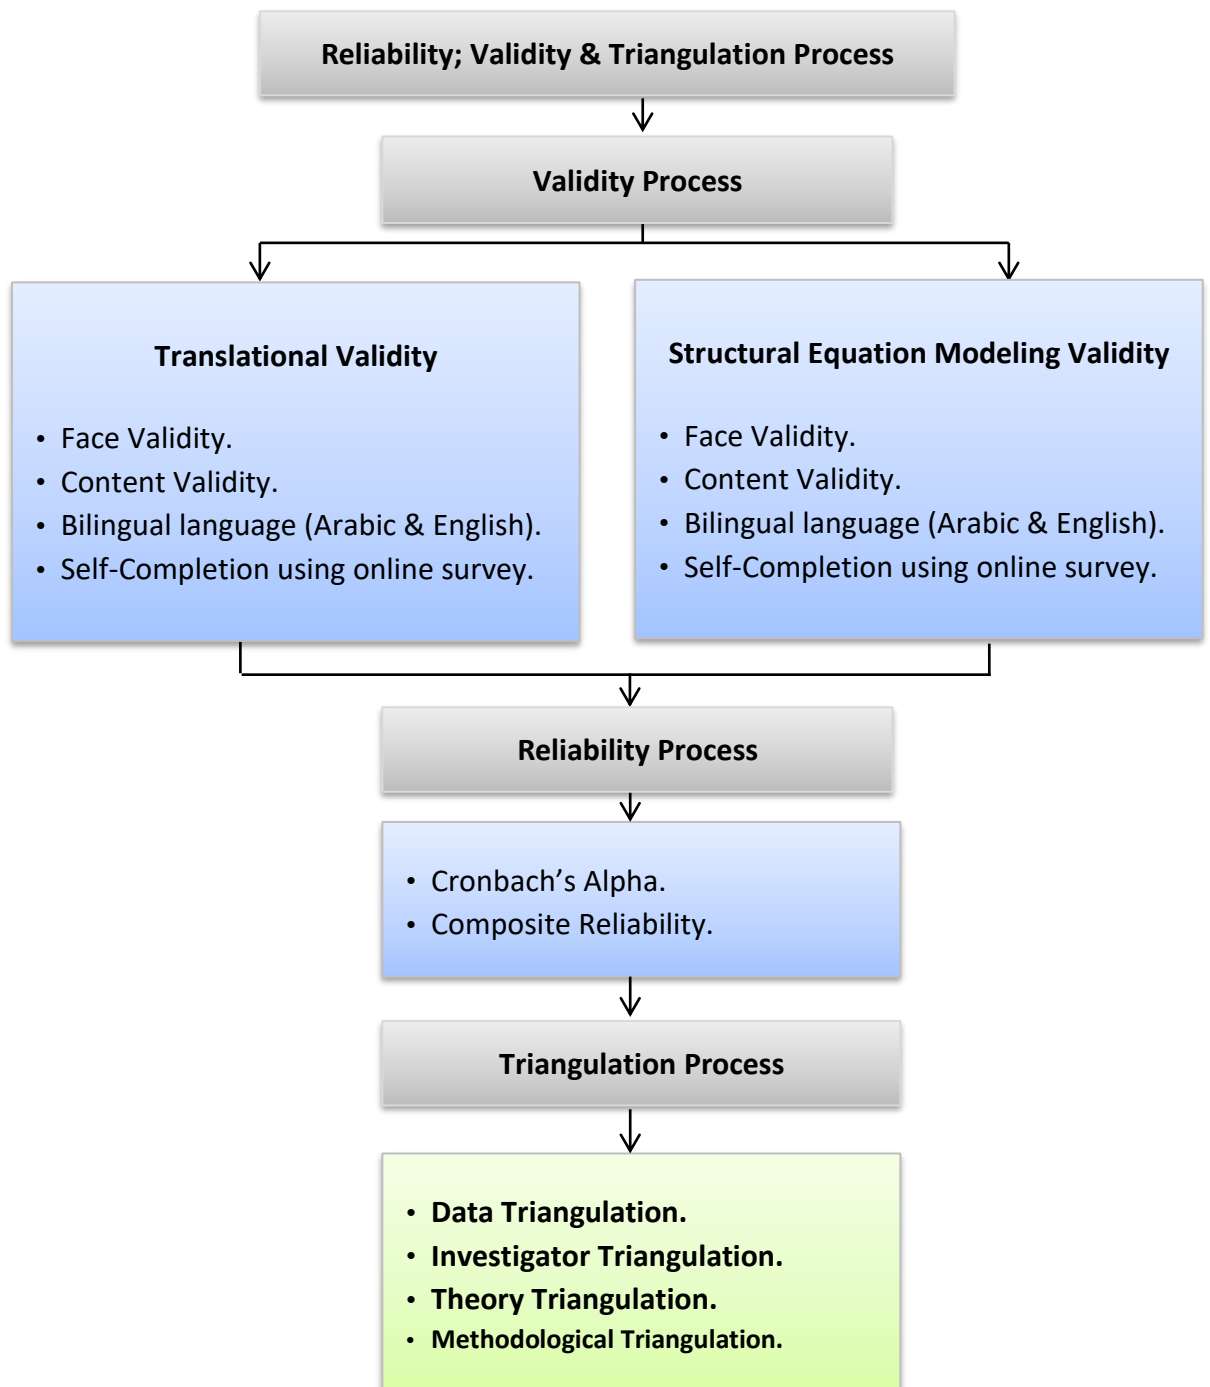 Reliability; Validity & Triangulation Process
Validity Process
Translational Validity
• Face Validity.
• Content Validity.
• Bilingual language (Arabic & English).
• Self-Completion using online survey.
Structural Equation Modeling Validity
• Face Validity.
• Content Validity.
• Bilingual language (Arabic & English).
• Self-Completion using online survey.
Reliability Process
• Cronbach’s Alpha.
• Composite Reliability.
Triangulation Process
• Data Triangulation.
• Investigator Triangulation.
• Theory Triangulation.
• Methodological Triangulation.